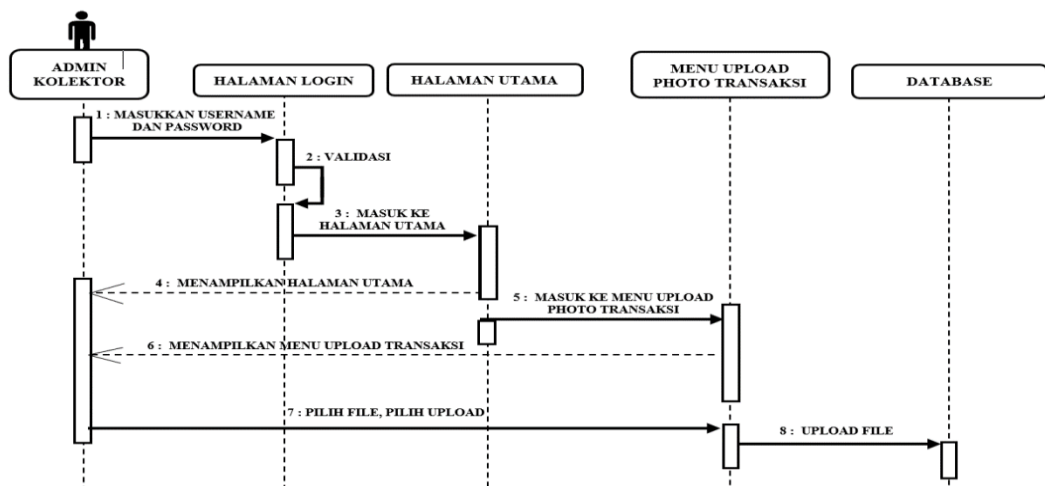 ADMIN
KOLEKTOR
HALAMAN LOGIN
HALAMAN UTAMA
MENU UPLOAD
PHOTO TRANSAKSI
DATABASE
1 : MASUKKAN USERNAME
DAN PASSWORD
2 : VALIDASI
3 : MASUK KE
HALAMAN UTAMA
4 : MENAMPILKAN HALAMAN UTAMA
5 : MASUK KE MENU UPLOAD
PHOTO TRANSAKSI
6 : MENAMPILKAN MENU UPLOAD TRANSAKSI
7 : PILIH FILE, PILIH UPLOAD
8 : UPLOAD FILE